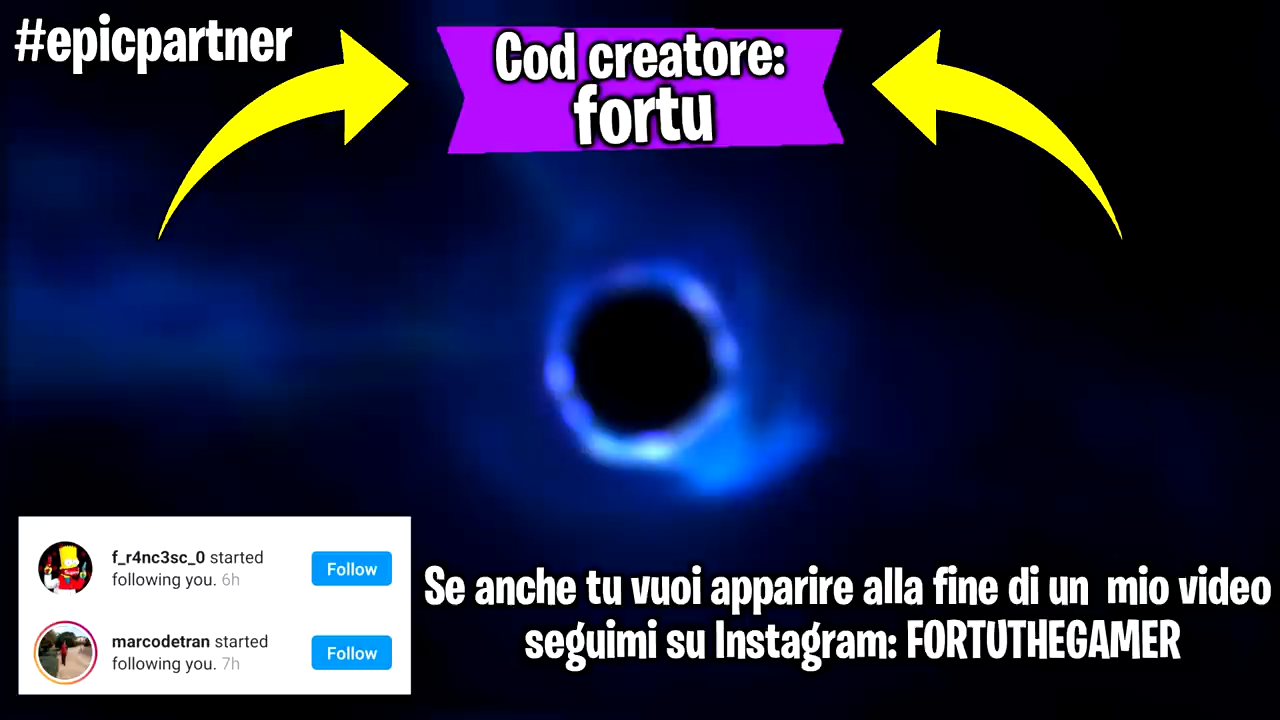 #epicpartner
Cod creatore:
fortu
f_r4nc3sc_0 started
following you. 6h
Follow
marcodetran started
following you. 7h
Follow
Se anche tu vuoi apparire alla fine di un mio video
seguimi su Instagram: FORTUTHEGAMER